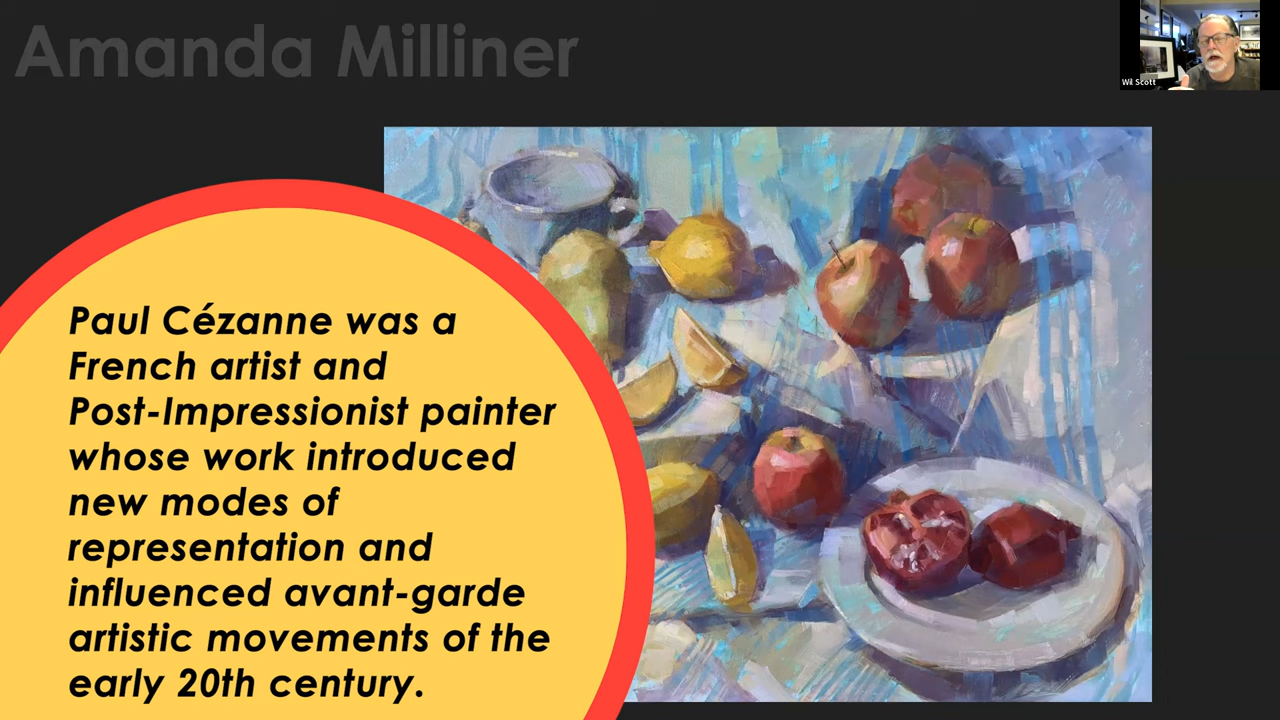 Amanda Milliner
Wil Scott
Paul Cézanne was a
French artist and
Post-Impressionist painter
whose work introduced
new modes of
representation and
influenced avant-garde
artistic movements of the
early 20th century.